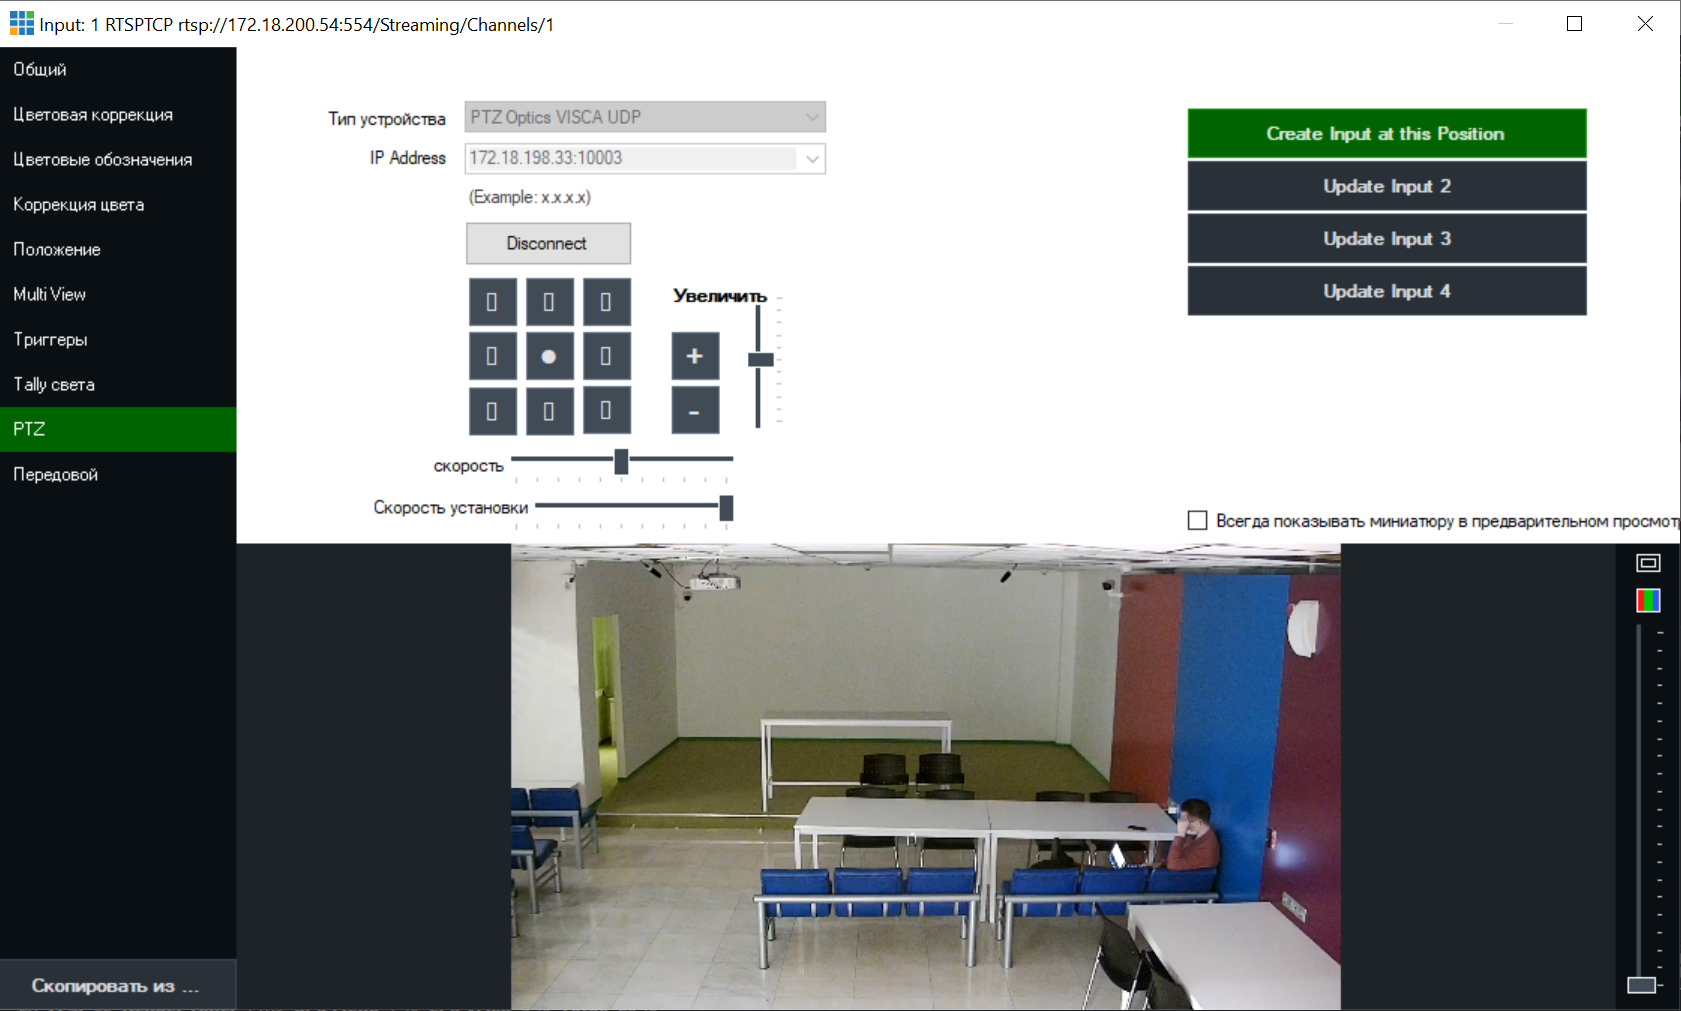 Input: 1 RTSPTCP rtsp://172.18.200.54:554/Streaming/Channels/1
Общий
Цветовая коррекция
Цветовые обозначения
Коррекция цвета
Положение
Multi View
Триггеры
Tally света
PTZ
Передовой
Скопировать из ...
Тип устройства
PTZ Optics VISCA UDP
IP Address
172.18.198.33:10003
(Example: x.x.x.x)
Disconnect
Увеличить
+
-
скорость
Скорость установки
Create Input at this Position
Update Input 2
Update Input 3
Update Input 4
Всегда показывать миниатюру в предварительном просмот